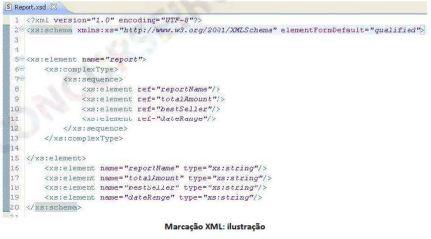 Report.xsd
1 <?xml version="1.0" encoding="UTF-8"?>
2 <xs:schema xmlns:xs="http://www.w3.org/2001/XMLSchema" elementFormDefault="qualified">
3
4
5 <xs:element name="report">
6 <xs:complexType>
7 <xs:sequence>
8 <xs:element ref="reportName"/>
9 <xs:element ref="totalAmount"/>
10 <xs:element ref="bestSeller"/>
11 <xs:element ref="dateRange"/>
12 </xs:sequence>
13 </xs:complexType>
14
15 </xs:element>
16 <xs:element name="reportName" type="xs:string"/>
17 <xs:element name="totalAmount" type="xs:string"/>
18 <xs:element name="bestSeller" type="xs:string"/>
19 <xs:element name="dateRange" type="xs:string"/>
20 </xs:schema>
Marcação XML: ilustração